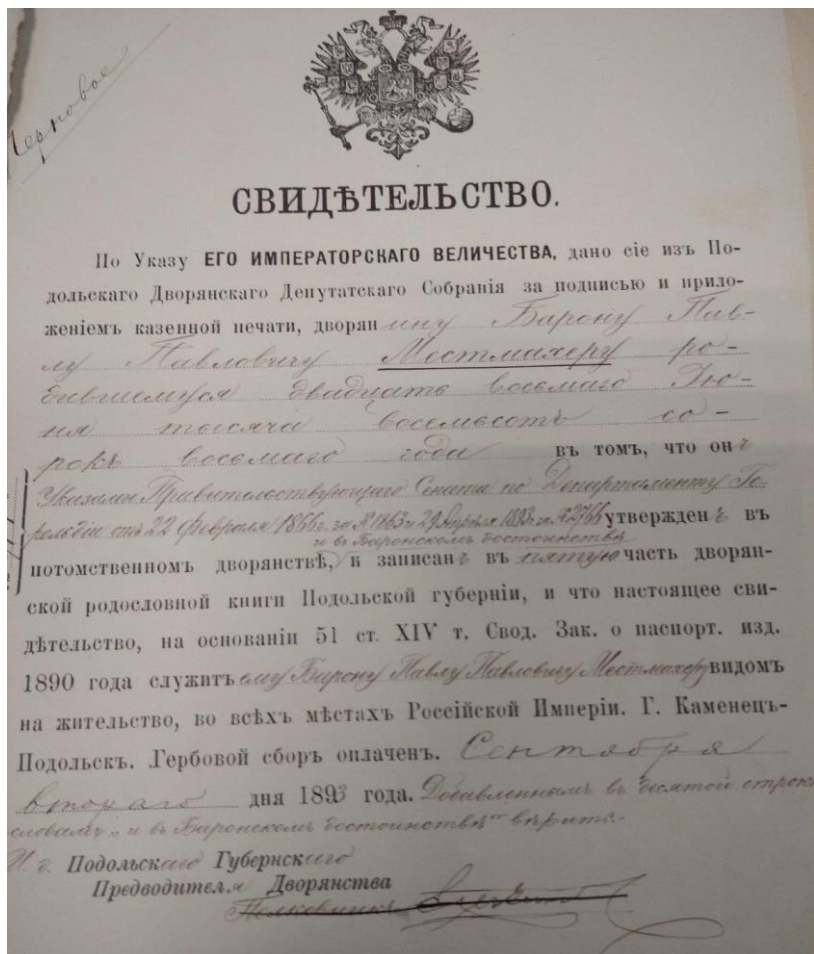 Черновое
СВИДѢТЕЛЬСТВО.
По Указу ЕГО ИМПЕРАТОРСКАГО ВЕЛИЧЕСТВА, дано сіе изъ По-
дольскаго Дворянскаго Депутатскаго Собранія за подписью и прило-
женіемъ казенной печати, дворянину Барону Пав-
лу Павловичу Местмахеру ро-
дившемуся двадцать восьмаго Ію-
ня тысяча восемьсотъ со-
рокъ восьмаго года въ томъ, что онъ
Указами Правительствующаго Сената по Департаменту Ге-
рольдіи отъ 22 Февраля 1866 г. за № 1863 и 29 Апрѣля 1893 г. за № 2766 утвержденъ въ
и въ Баронскомъ достоинствѣ
потомственномъ дворянствѣ, и записанъ въ пятую часть дворян-
ской родословной книги Подольской губерніи, и что настоящее сви-
дѣтельство, на основаніи 51 ст. XIV т. Свод. Зак. о паспорт. изд.
1890 года служитъ ему Барону Павлу Павловичу Местмахеру видомъ
на жительство, во всѣхъ мѣстахъ Россійской Имперіи. Г. Каменецъ-
Подольскъ. Гербовой сборъ оплаченъ. Сентября
втораго дня 1893 года. Добавленнымъ въ десятой строкѣ
словамъ „и въ Баронскомъ достоинствѣ" вѣрить.-
И. д. Подольскаго Губернскаго
Предводителя Дворянства
Полковникъ